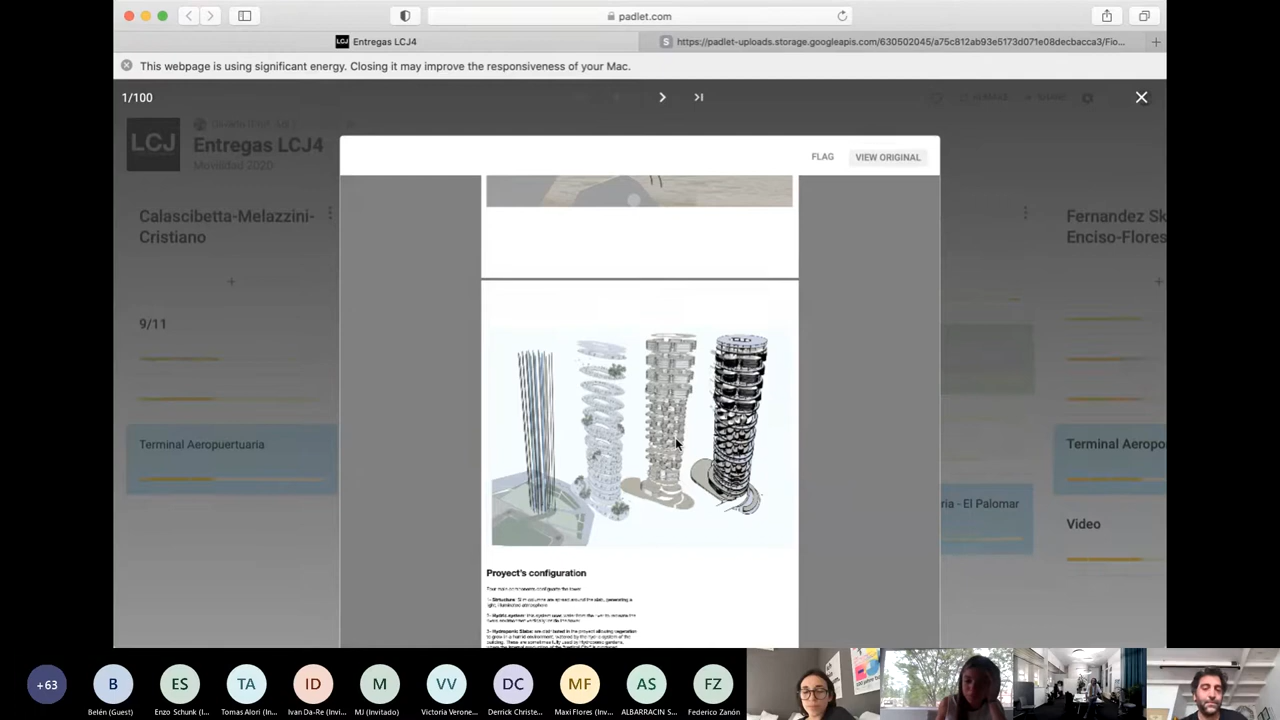 padlet.com
Entregas LCJ4
https://padlet-uploads.storage.googleapis.com/630502045/a75c812ab93e5173d071e08decbacca3/Fio...
This webpage is using significant energy. Closing it may improve the responsiveness of your Mac.
1/100
LCJ
Entregas LCJ4
Movilidad 2020
FLAG
VIEW ORIGINAL
Calascibetta-Melazzini-
Cristiano
Fernandez Sk
Enciso-Flores
9/11
Terminal Aeropuertuaria
Terminal Aeropo
ria - El Palomar
Video
Proyect's configuration
+63
B
ES
TA
ID
M
VV
DC
MF
AS
FZ
Belén (Guest)
Enzo Schunk (I...
Tomas Alori (In...
Ivan Da-Re (Invi...
MJ (Invitado)
Victoria Verone...
Derrick Christe...
Maxi Flores (Inv...
ALBARRACIN S...
Federico Zanón